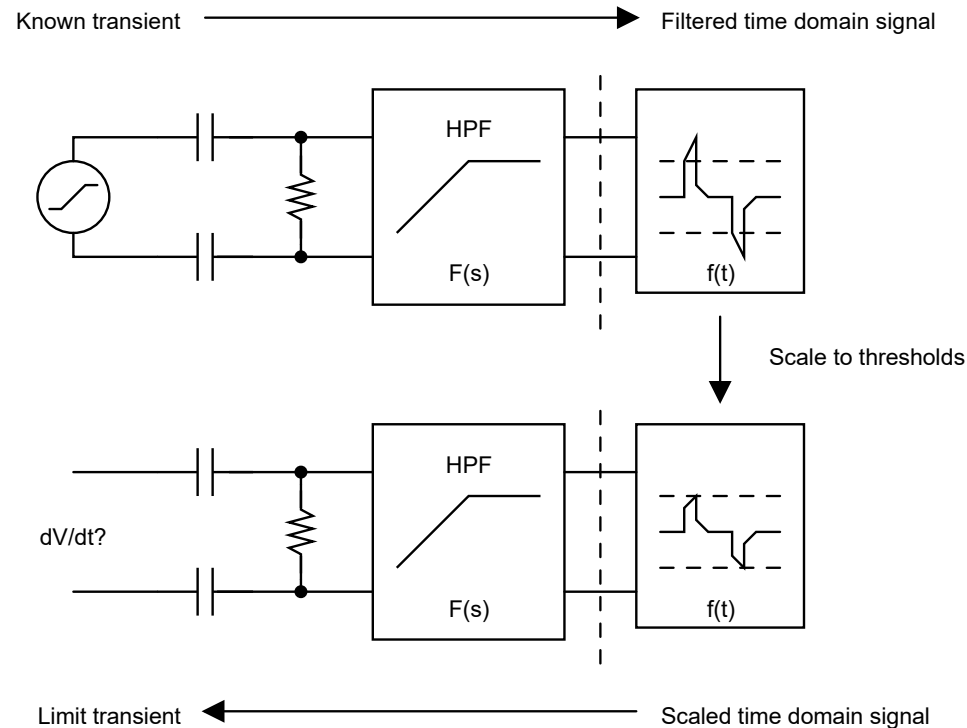 Known transient
Filtered time domain signal
HPF
F(s)
f(t)
Scale to thresholds
HPF
dV/dt?
F(s)
f(t)
Limit transient
Scaled time domain signal